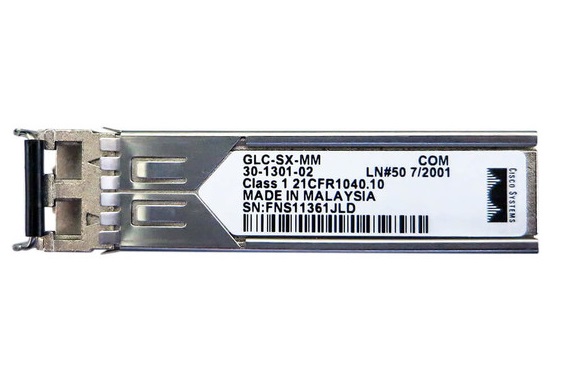 GLC-SX-MM COM
30-1301-02 LN#50 7/2001
Class 1 21CFR1040.10
MADE IN MALAYSIA
SN:FNS11361JLD
CISCO SYSTEMS